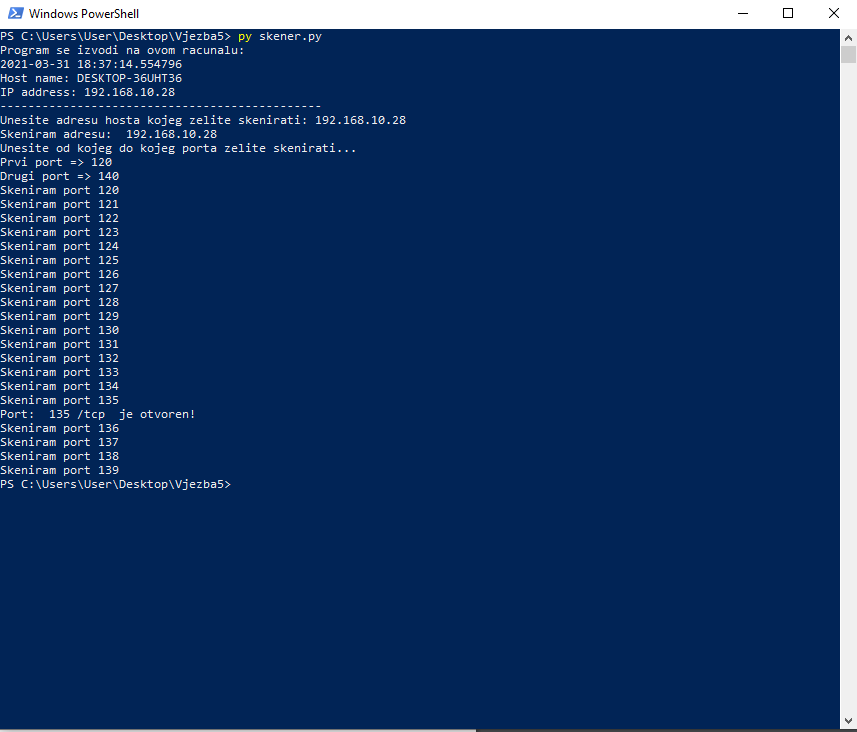 Windows PowerShell
PS C:\Users\User\Desktop\Vjezba5> py skener.py
Program se izvodi na ovom racunalu:
2021-03-31 18:37:14.554796
Host name: DESKTOP-36UHT36
IP address: 192.168.10.28
----------------------------------------------
Unesite adresu hosta kojeg zelite skenirati: 192.168.10.28
Skeniram adresu:  192.168.10.28
Unesite od kojeg do kojeg porta zelite skenirati...
Prvi port => 120
Drugi port => 140
Skeniram port 120
Skeniram port 121
Skeniram port 122
Skeniram port 123
Skeniram port 124
Skeniram port 125
Skeniram port 126
Skeniram port 127
Skeniram port 128
Skeniram port 129
Skeniram port 130
Skeniram port 131
Skeniram port 132
Skeniram port 133
Skeniram port 134
Skeniram port 135
Port:  135 /tcp  je otvoren!
Skeniram port 136
Skeniram port 137
Skeniram port 138
Skeniram port 139
PS C:\Users\User\Desktop\Vjezba5>